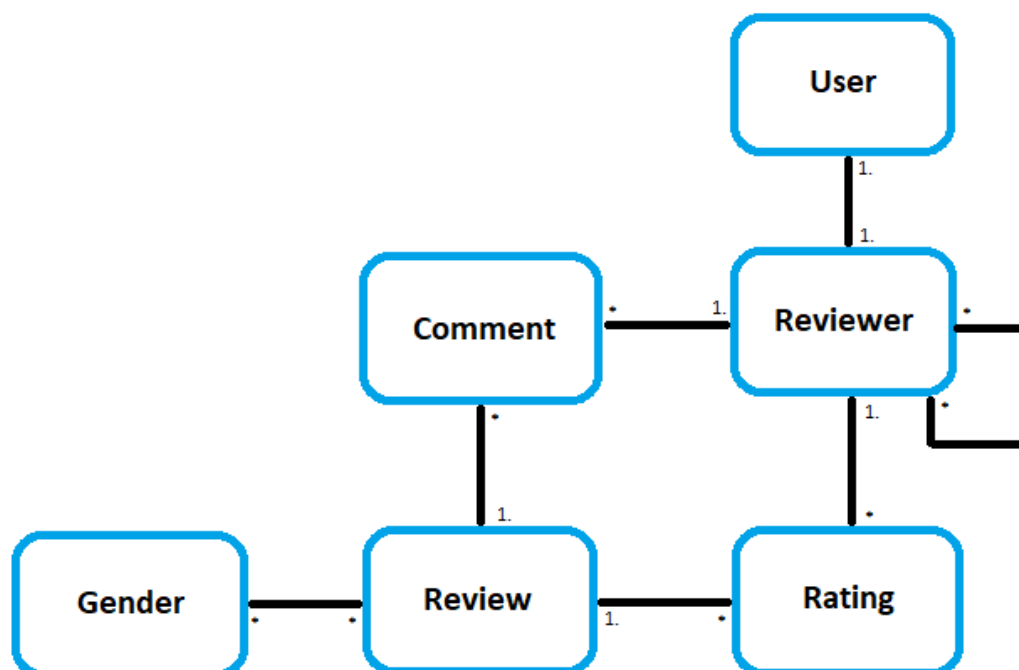 User
1.
1.
Comment
*
1.
Reviewer
*
*
1.
1.
*
*
Gender
*
*
Review
1.
*
Rating